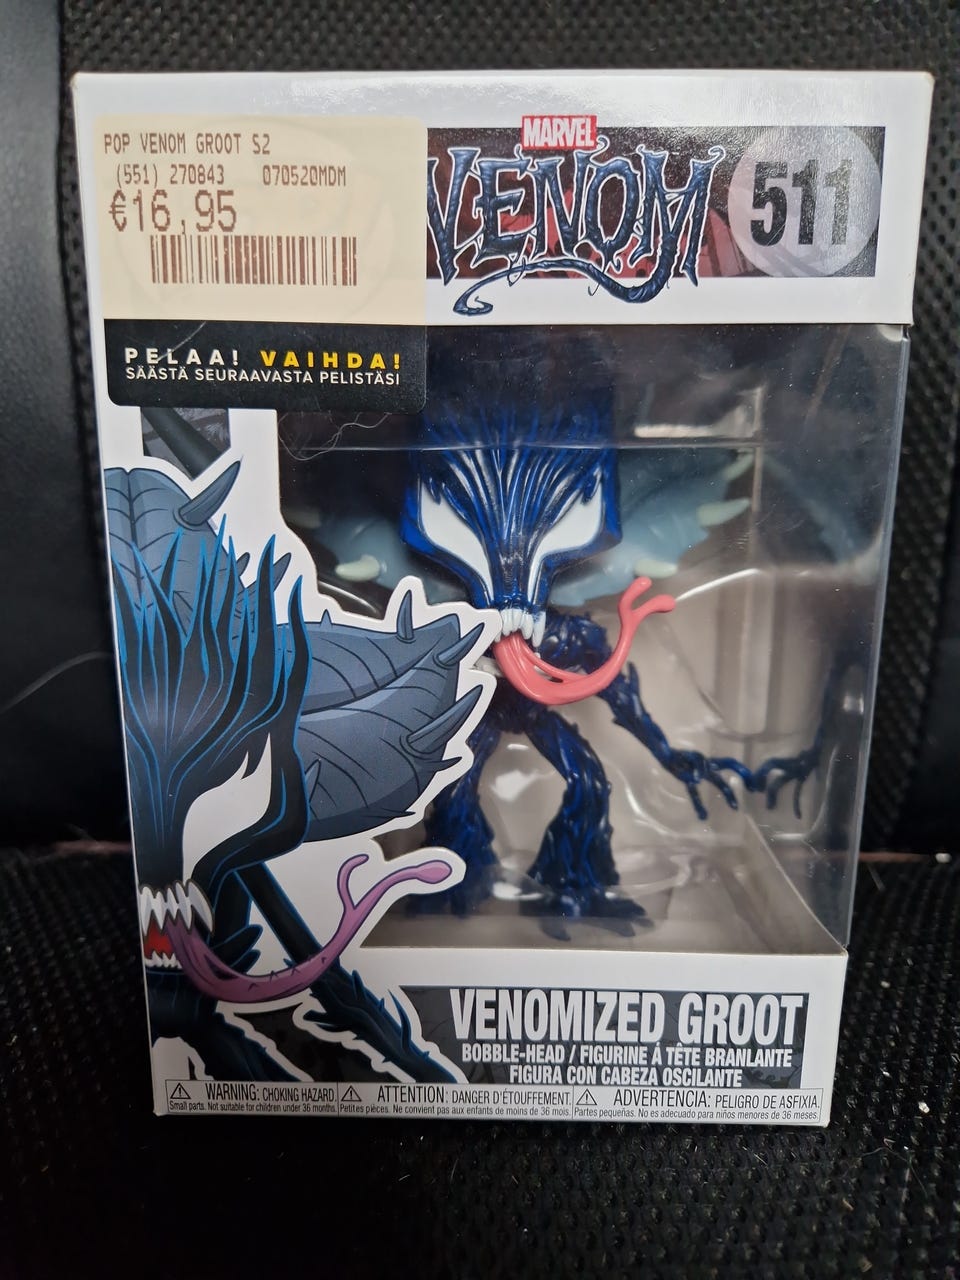 POP VENOM GROOT S2
(551) 270843 070520MDM
€16,95
PELAA! VAIHDA!
SÄÄSTÄ SEURAAVASTA PELISTÄSI
MARVEL
VENOM
511
VENOMIZED GROOT
BOBBLE-HEAD / FIGURINE À TÊTE BRANLANTE
FIGURA CON CABEZA OSCILANTE
WARNING: CHOKING HAZARD.
Small parts. Not suitable for children under 36 months.
ATTENTION: DANGER D'ÉTOUFFEMENT.
Petites pièces. Ne convient pas aux enfants de moins de 36 mois.
ADVERTENCIA: PELIGRO DE ASFIXIA.
Partes pequeñas. No es adecuado para niños menores de 36 meses.